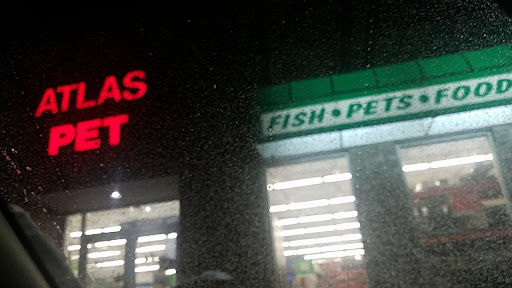 ATLAS
PET
FISH • PETS • FOOD